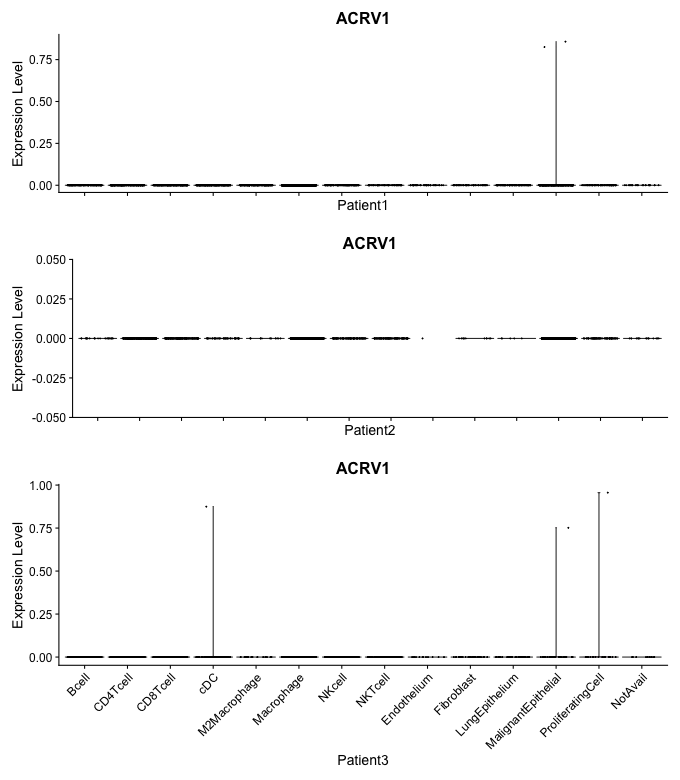 ACRV1
Expression Level
0.75
0.50
0.25
0.00
Patient1
ACRV1
Expression Level
0.050
0.025
0.000
-0.025
-0.050
Patient2
ACRV1
Expression Level
1.00
0.75
0.50
0.25
0.00
Bcell
CD4Tcell
CD8Tcell
cDC
M2Macrophage
Macrophage
NKcell
NKTcell
Endothelium
Fibroblast
LungEpithelium
MalignantEpithelial
ProliferatingCell
NotAvail
Patient3